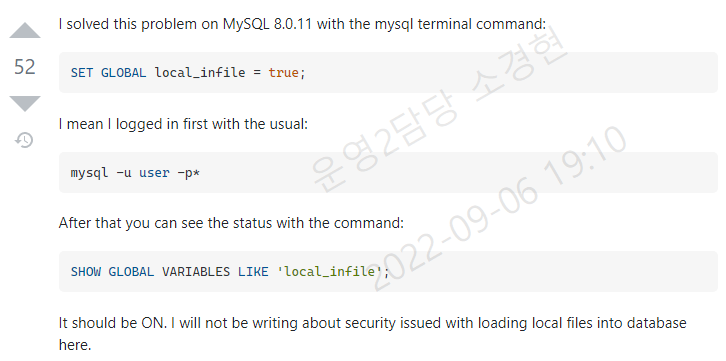 I solved this problem on MySQL 8.0.11 with the mysql terminal command:
52
SET GLOBAL local_infile = true;
I mean I logged in first with the usual:
mysql -u user -p*
After that you can see the status with the command:
SHOW GLOBAL VARIABLES LIKE 'local_infile';
It should be ON. I will not be writing about security issued with loading local files into database
here.
운영2담당 소경현
2022-09-06 19:10